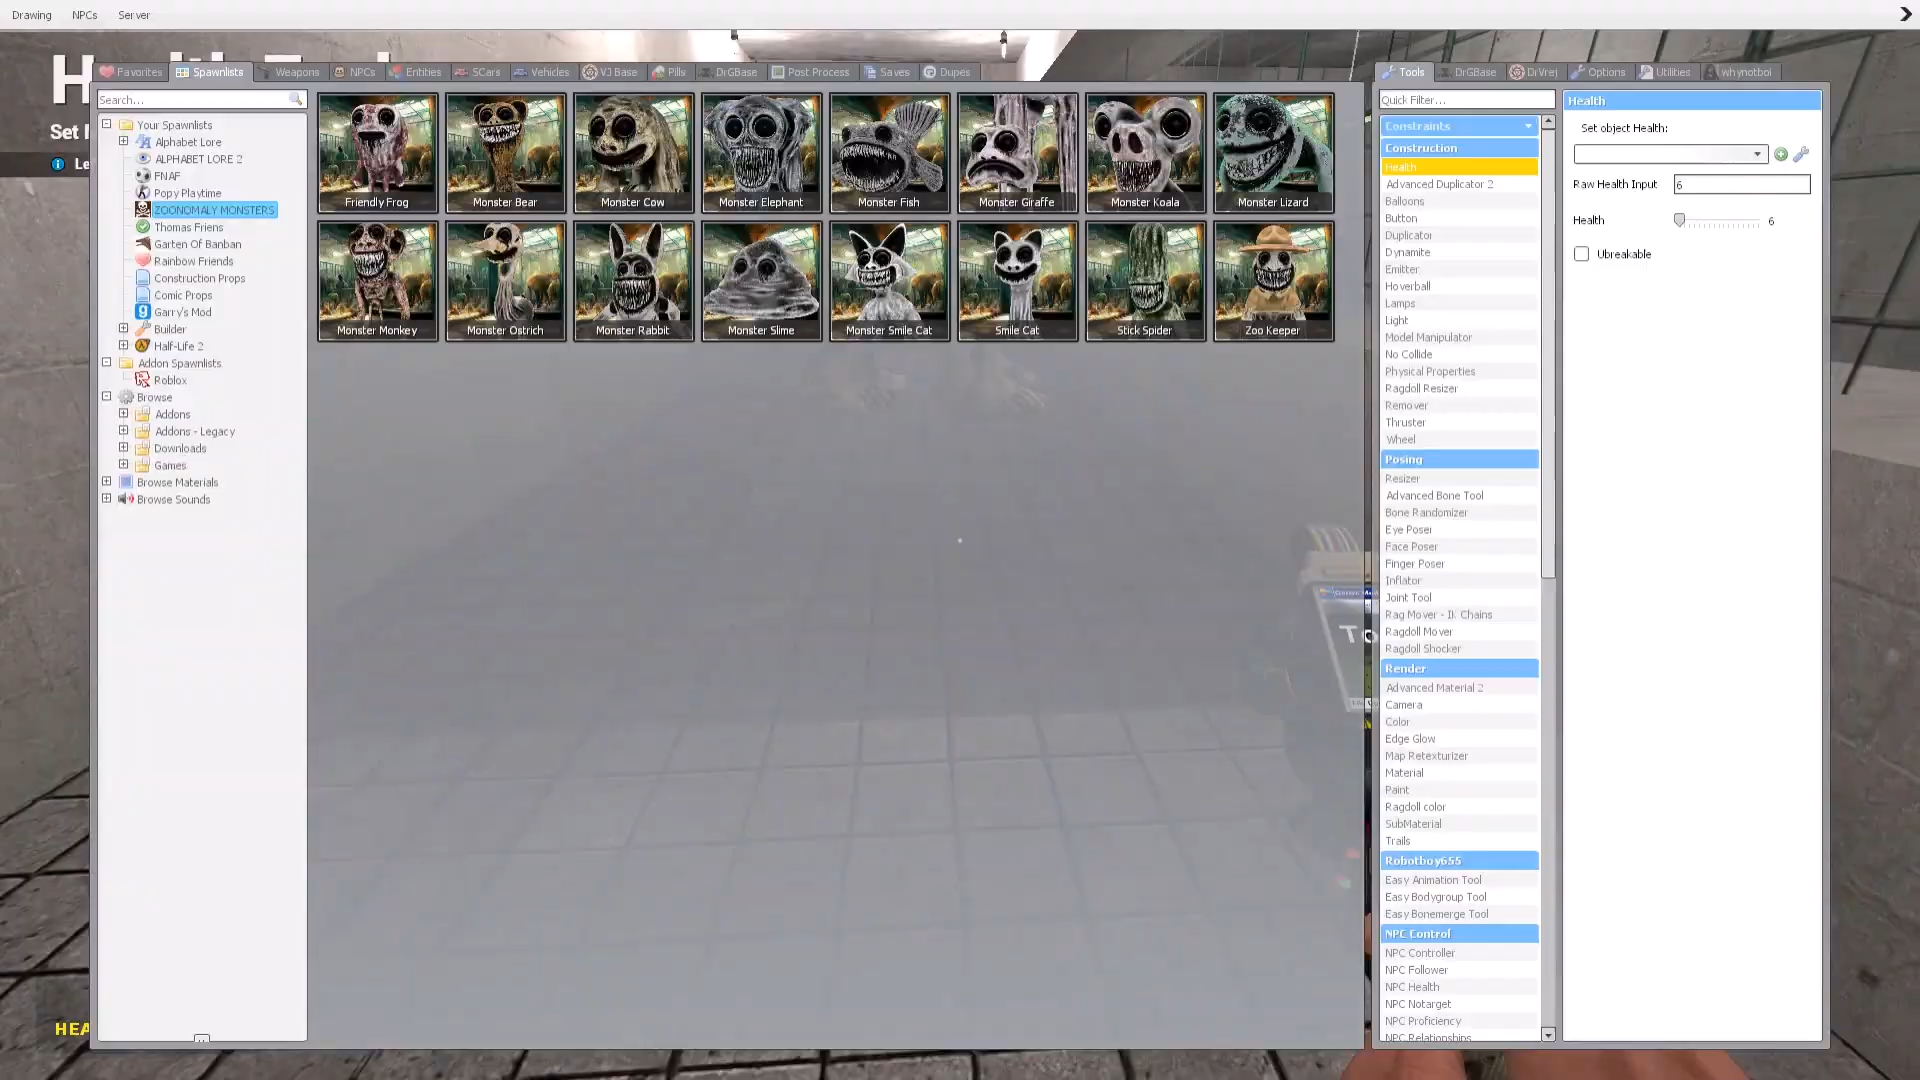 Drawing NPCs Server
Favorites Spawnlists Weapons NPCs Entities SCars Vehicles VJ Base Pills DrGBase Post Process Saves Dupes
Tools DrGBase DrVrej Options Utilities whynotboi
Set
Le
HEA
To
Search...
Your Spawnlists
Alphabet Lore
ALPHABET LORE 2
FNAF
Popy Playtime
ZOONOMALY MONSTERS
Thomas Friens
Garten Of Banban
Rainbow Friends
Construction Props
Comic Props
Garry's Mod
Builder
Half-Life 2
Addon Spawnlists
Roblox
Browse
Addons
Addons - Legacy
Downloads
Games
Browse Materials
Browse Sounds
Friendly Frog
Monster Bear
Monster Cow
Monster Elephant
Monster Fish
Monster Giraffe
Monster Koala
Monster Lizard
Monster Monkey
Monster Ostrich
Monster Rabbit
Monster Slime
Monster Smile Cat
Smile Cat
Stick Spider
Zoo Keeper
Quick Filter...
Constraints
Construction
Health
Advanced Duplicator 2
Balloons
Button
Duplicator
Dynamite
Emitter
Hoverball
Lamps
Light
Model Manipulator
No Collide
Physical Properties
Ragdoll Resizer
Remover
Thruster
Wheel
Posing
Resizer
Advanced Bone Tool
Bone Randomizer
Eye Poser
Face Poser
Finger Poser
Inflator
Joint Tool
Rag Mover - IK Chains
Ragdoll Mover
Ragdoll Shocker
Render
Advanced Material 2
Camera
Color
Edge Glow
Map Retexturizer
Material
Paint
Ragdoll color
SubMaterial
Trails
Robotboy655
Easy Animation Tool
Easy Bodygroup Tool
Easy Bonemerge Tool
NPC Control
NPC Controller
NPC Follower
NPC Health
NPC Notarget
NPC Proficiency
NPC Relationships
Health
Set object Health:
Raw Health Input 6
Health 6
Ubreakable